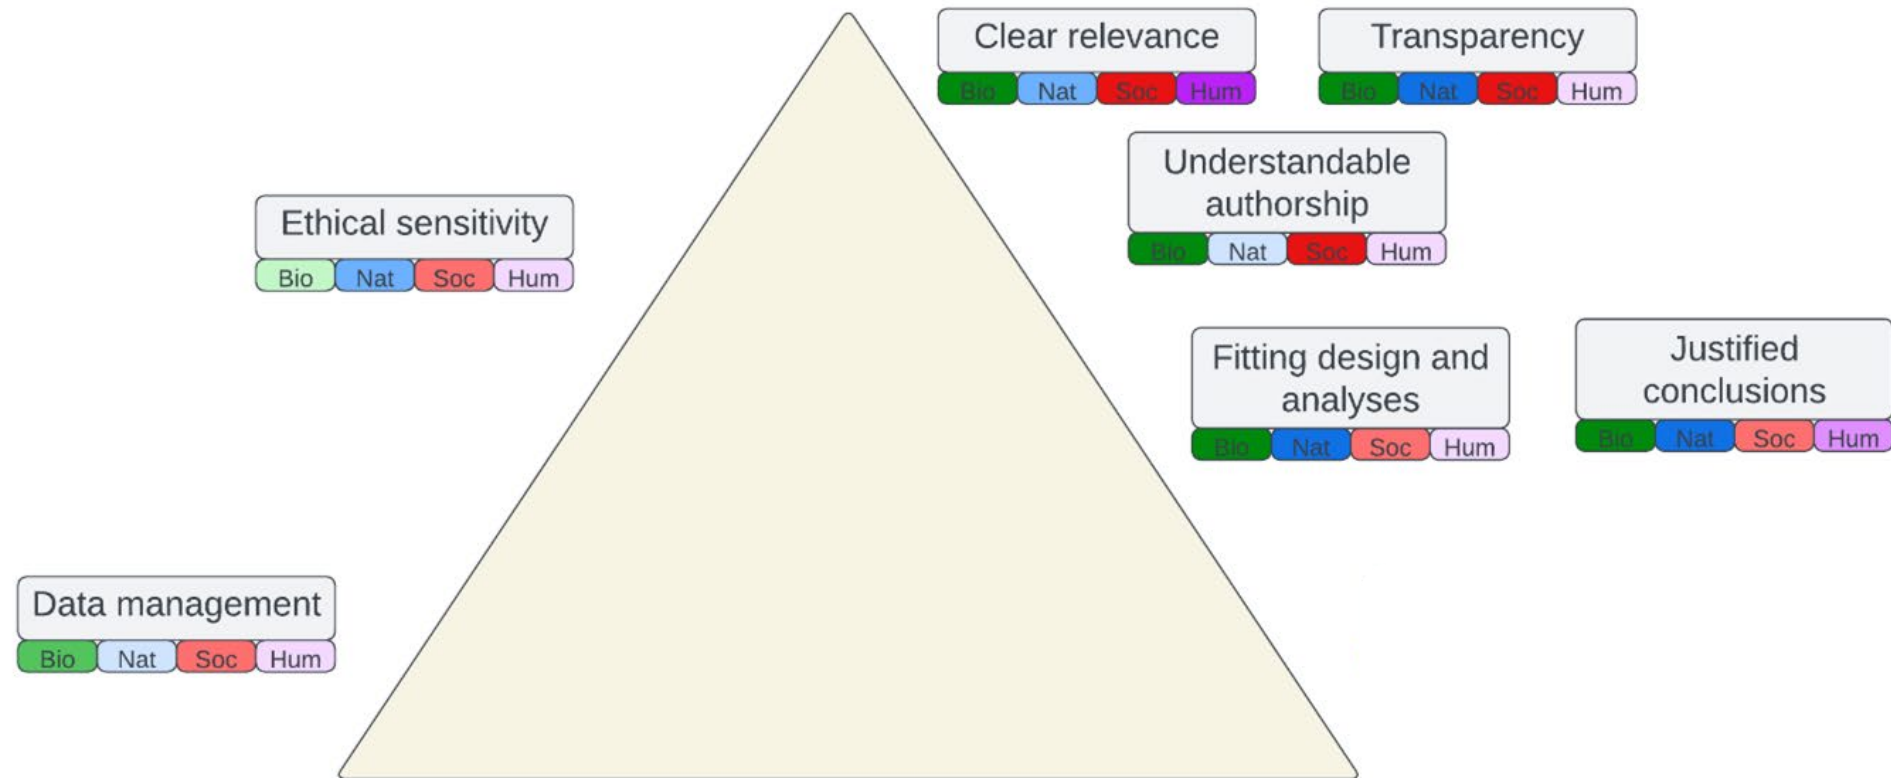 Clear relevance
Bio Nat Soc Hum
Transparency
Bio Nat Soc Hum
Understandable
authorship
Bio Nat Soc Hum
Ethical sensitivity
Bio Nat Soc Hum
Fitting design and
analyses
Bio Nat Soc Hum
Justified
conclusions
Bio Nat Soc Hum
Data management
Bio Nat Soc Hum